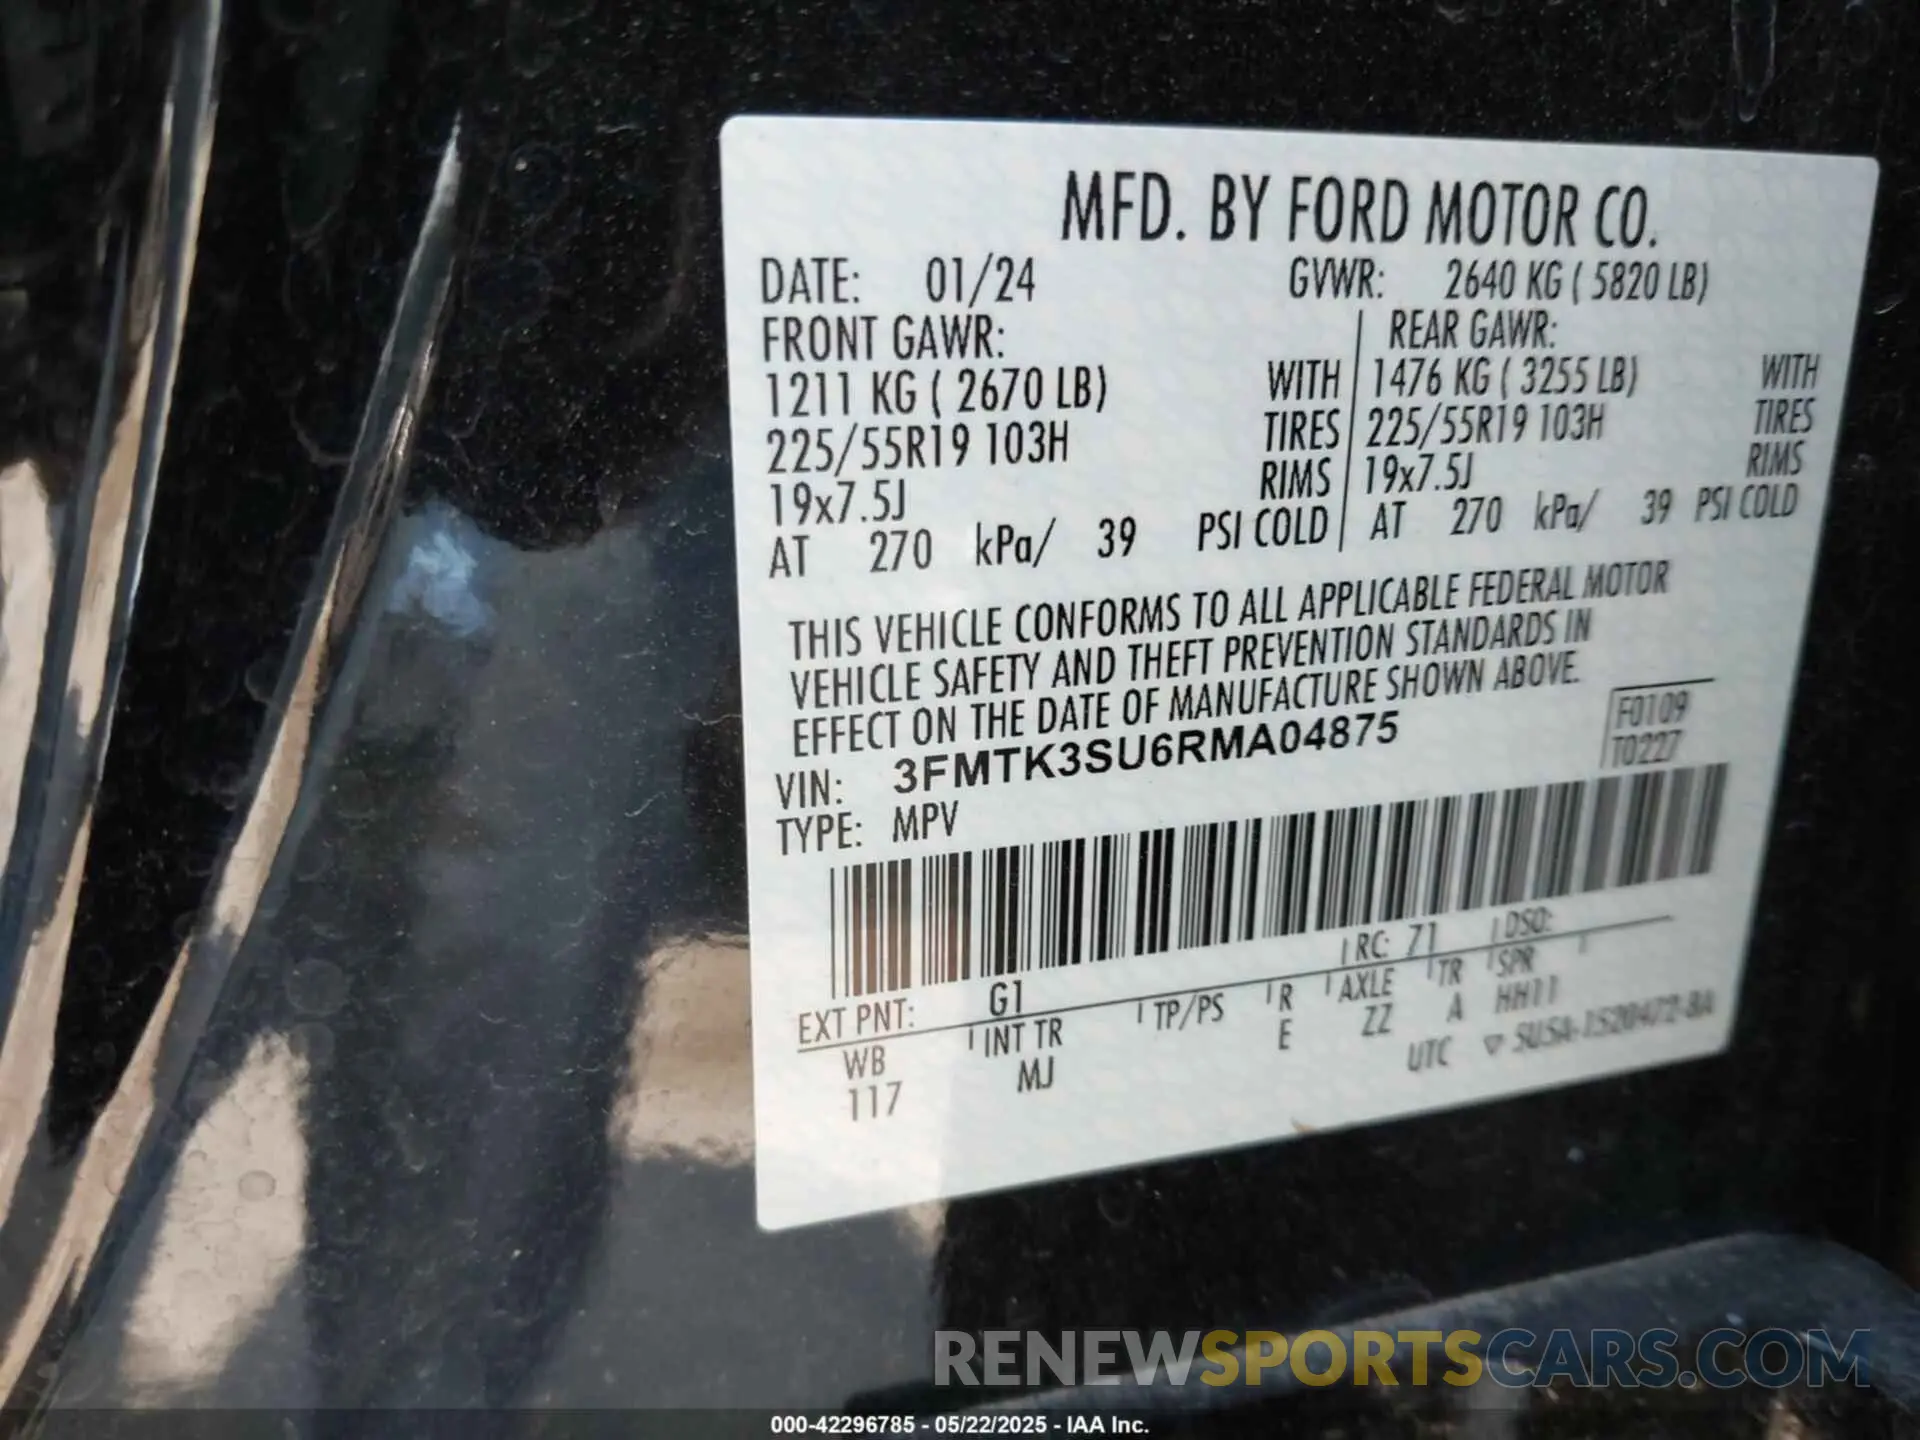 MFD. BY FORD MOTOR CO.
DATE: 01/24 GVWR: 2640 KG ( 5820 LB)
FRONT GAWR: REAR GAWR:
1211 KG ( 2670 LB) WITH 1476 KG ( 3255 LB) WITH
225/55R19 103H TIRES 225/55R19 103H TIRES
19x7.5J RIMS 19x7.5J RIMS
AT 270 kPa/ 39 PSI COLD AT 270 kPa/ 39 PSI COLD
THIS VEHICLE CONFORMS TO ALL APPLICABLE FEDERAL MOTOR
VEHICLE SAFETY AND THEFT PREVENTION STANDARDS IN
EFFECT ON THE DATE OF MANUFACTURE SHOWN ABOVE.
F0109
T0227
VIN: 3FMTK3SU6RMA04875
TYPE: MPV
EXT PNT: G1 RC: 71 DSO:
WB INT TR TP/PS R AXLE TR SPR
117 MJ E ZZ A HH11
UTC ▽ SU5A-1520472-BA
RENEWSPORTSCARS.COM
000-42296785 - 05/22/2025 - IAA Inc.